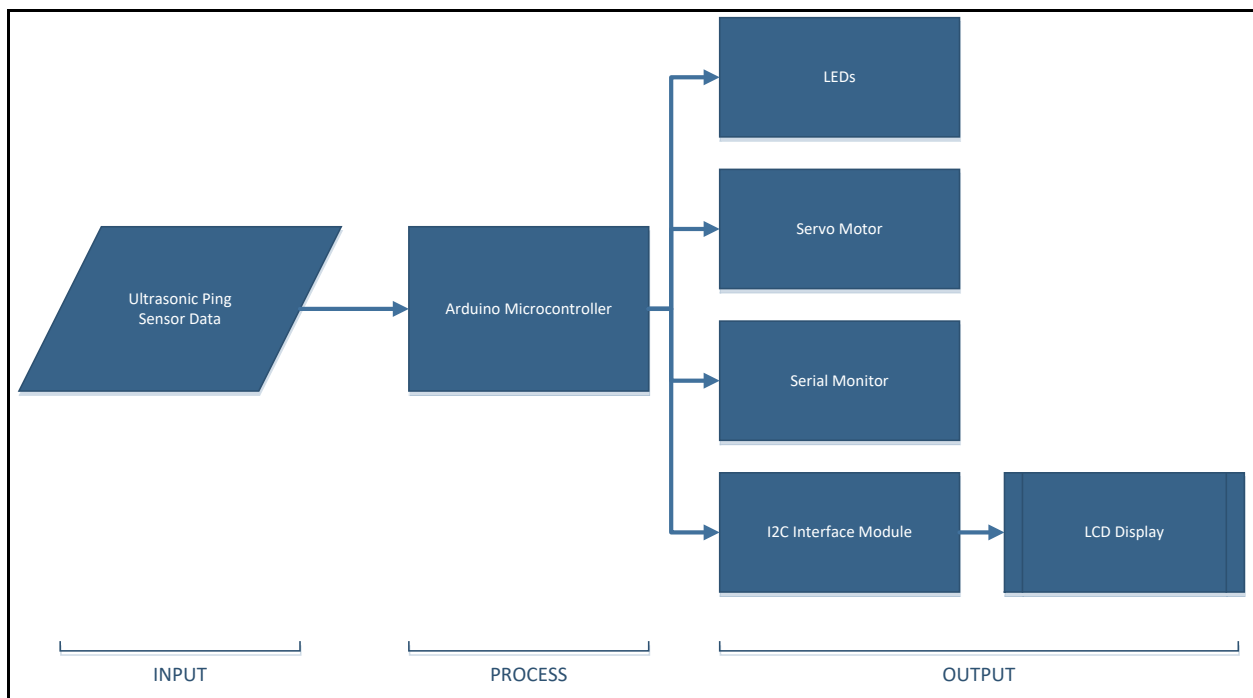 LEDs
Servo Motor
Ultrasonic Ping
Sensor Data
Arduino Microcontroller
Serial Monitor
I2C Interface Module
LCD Display
INPUT
PROCESS
OUTPUT